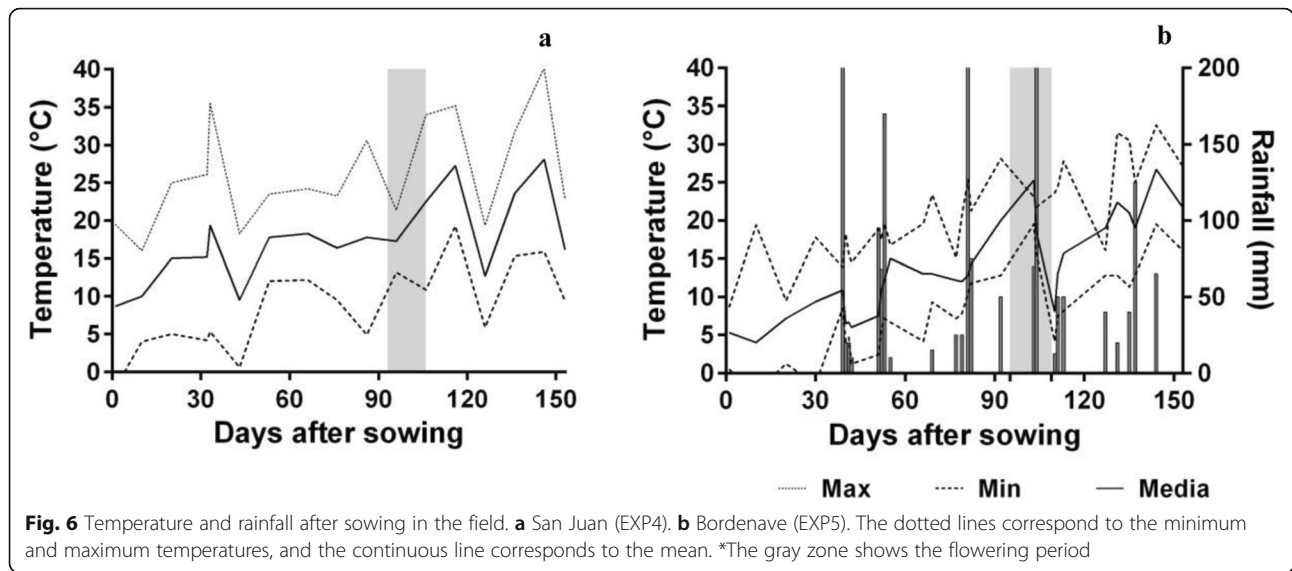 a
b
40
35
30
25
20
15
10
5
0
Temperature (°C)
0 30 60 90 120 150
Days after sowing
40
35
30
25
20
15
10
5
0
Temperature (°C)
200
150
100
50
0
Rainfall (mm)
0 30 60 90 120 150
Days after sowing
Max Min Media
Fig. 6 Temperature and rainfall after sowing in the field. a San Juan (EXP4). b Bordenave (EXP5). The dotted lines correspond to the minimum
and maximum temperatures, and the continuous line corresponds to the mean. *The gray zone shows the flowering period